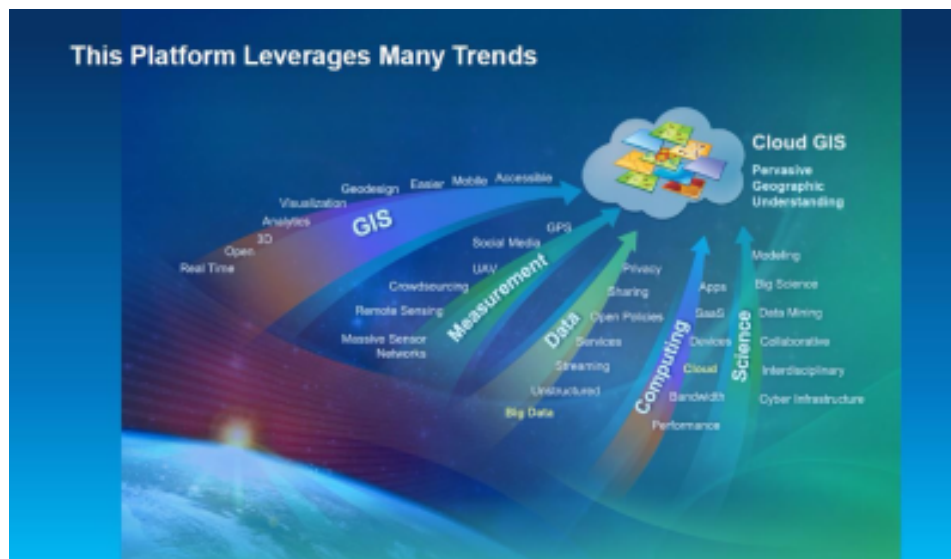 This Platform Leverages Many Trends
Cloud GIS
Pervasive
Geographic
Understanding
GIS
Accessible
Mobile
Easier
Geodesign
Visualization
Analytics
3D
Open
Real Time
Measurement
GPS
Social Media
UAV
Crowdsourcing
Remote Sensing
Massive Sensor
Networks
Data
Privacy
Sharing
Open Policies
Services
Streaming
Unstructured
Big Data
Computing
Apps
SaaS
Devices
Cloud
Bandwidth
Performance
Science
Modeling
Big Science
Data Mining
Collaborative
Interdisciplinary
Cyber Infrastructure